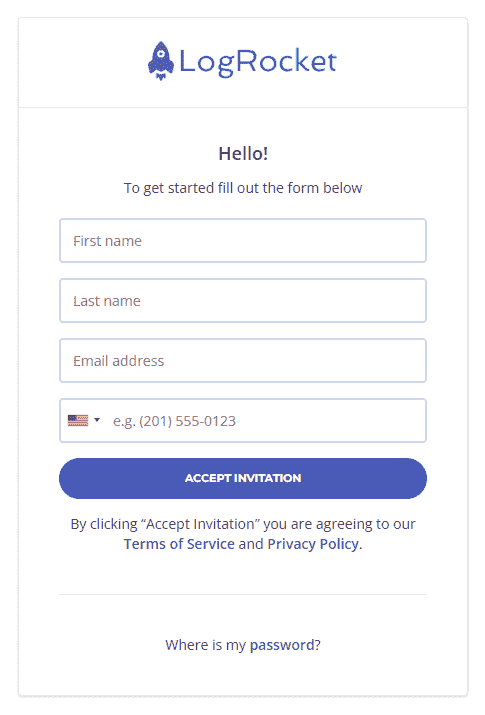 LogRocket
Hello!
To get started fill out the form below
First name
Last name
Email address
e.g. (201) 555-0123
ACCEPT INVITATION
By clicking “Accept Invitation” you are agreeing to our
Terms of Service and Privacy Policy.
Where is my password?